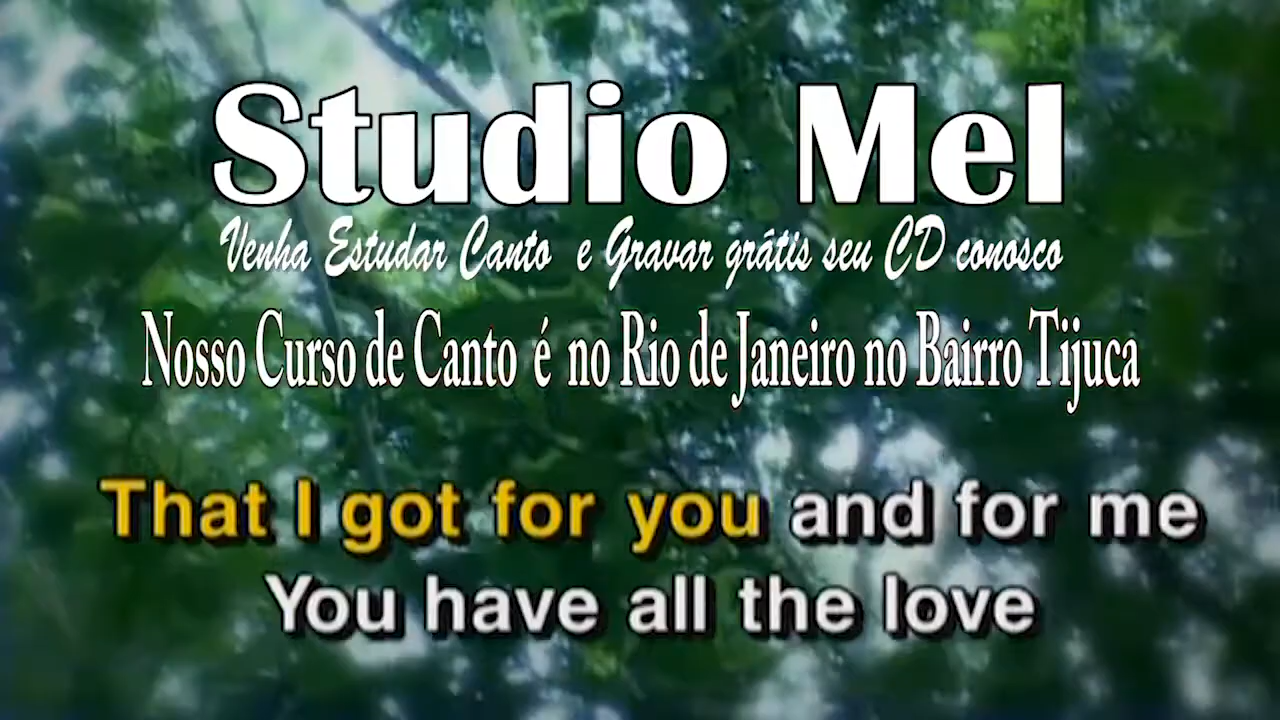 Studio Mel
Venha Estudar Canto e Gravar grátis seu CD conosco
Nosso Curso de Canto é no Rio de Janeiro no Bairro Tijuca
That I got for you and for me
You have all the love